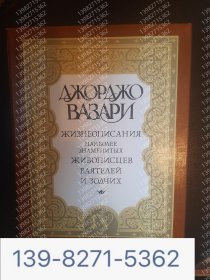 ДЖОРДЖО
ВАЗАРИ
ЖИЗНЕОПИСАНИЯ
НАИБОЛЕЕ
ЗНАМЕНИТЫХ
ЖИВОПИСЦЕВ
ВАЯТЕЛЕЙ
И ЗОДЧИХ
139-8271-5362